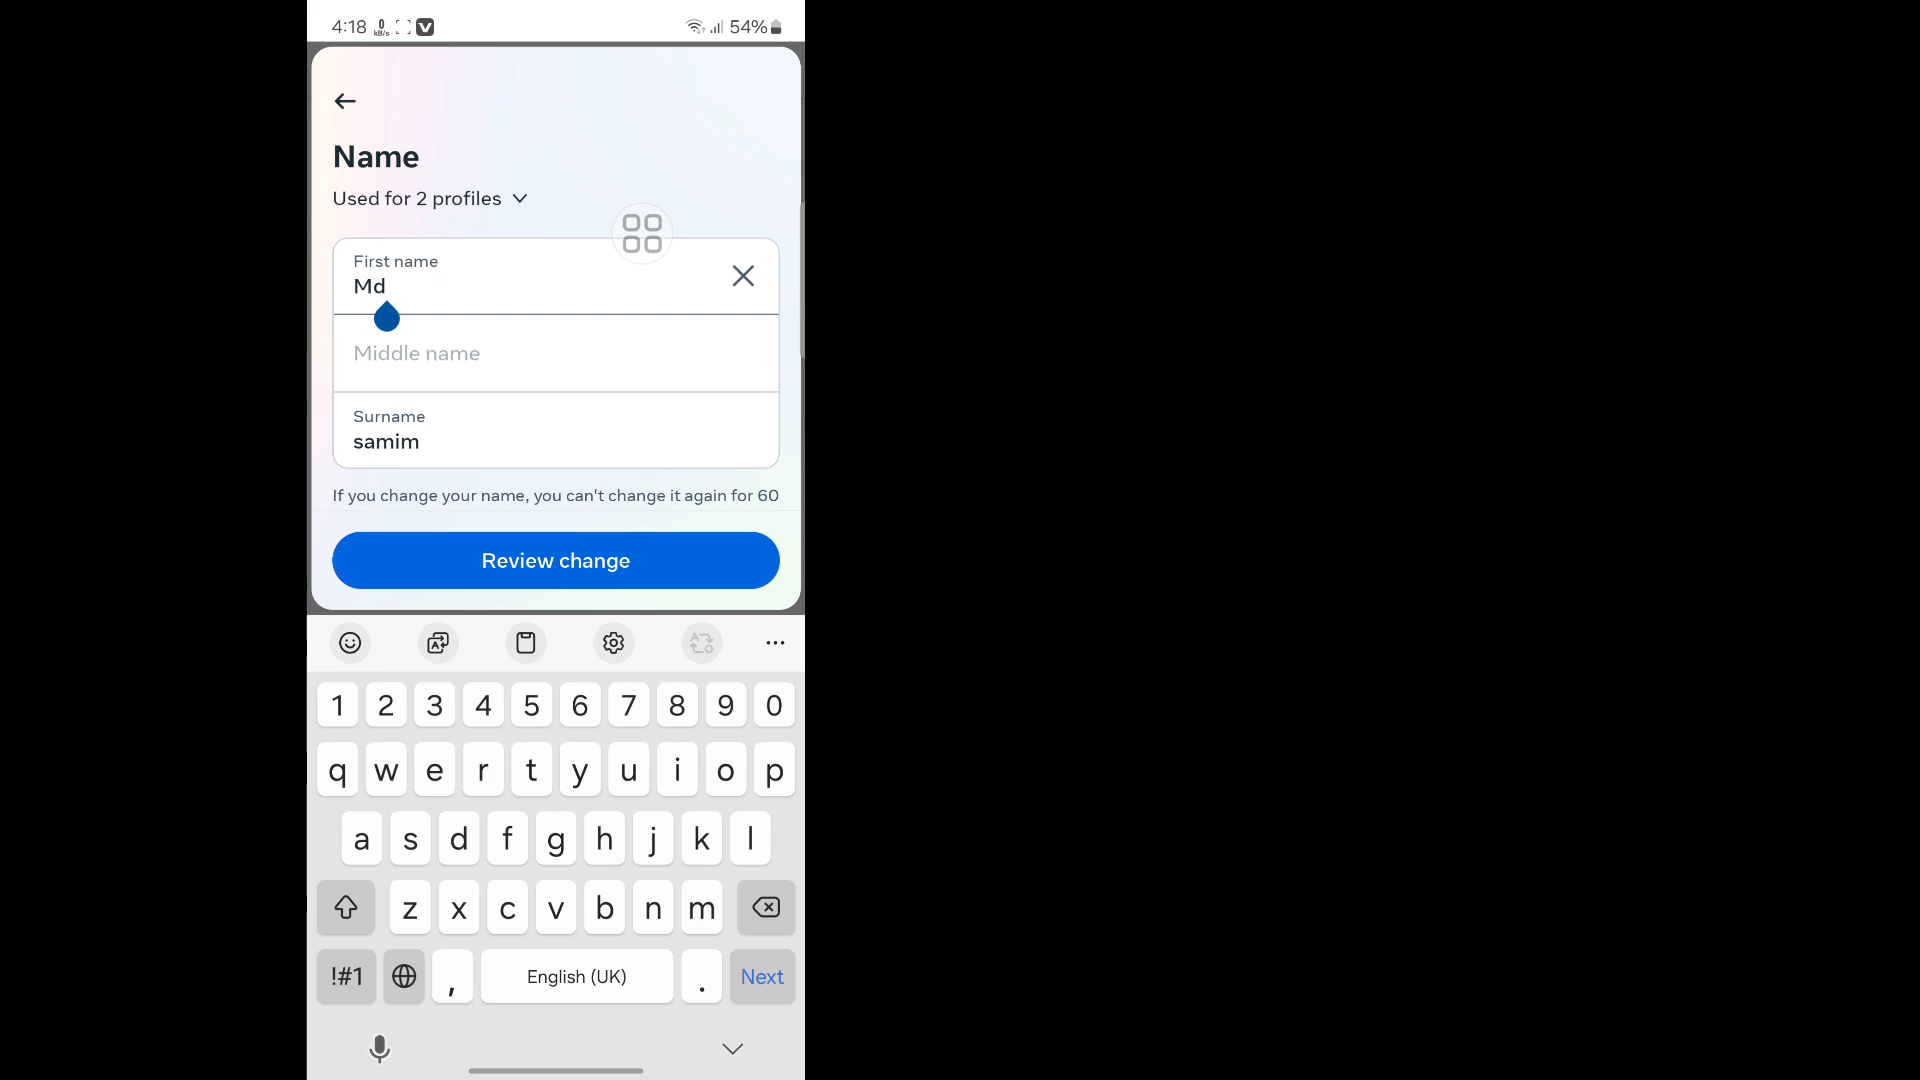 4:18 0 kB/s V 54%
Name
Used for 2 profiles
First name
Md
Middle name
Surname
samim
If you change your name, you can't change it again for 60
Review change
1 2 3 4 5 6 7 8 9 0
q w e r t y u i o p
a s d f g h j k l
z x c v b n m
!#1 , English (UK) . Next